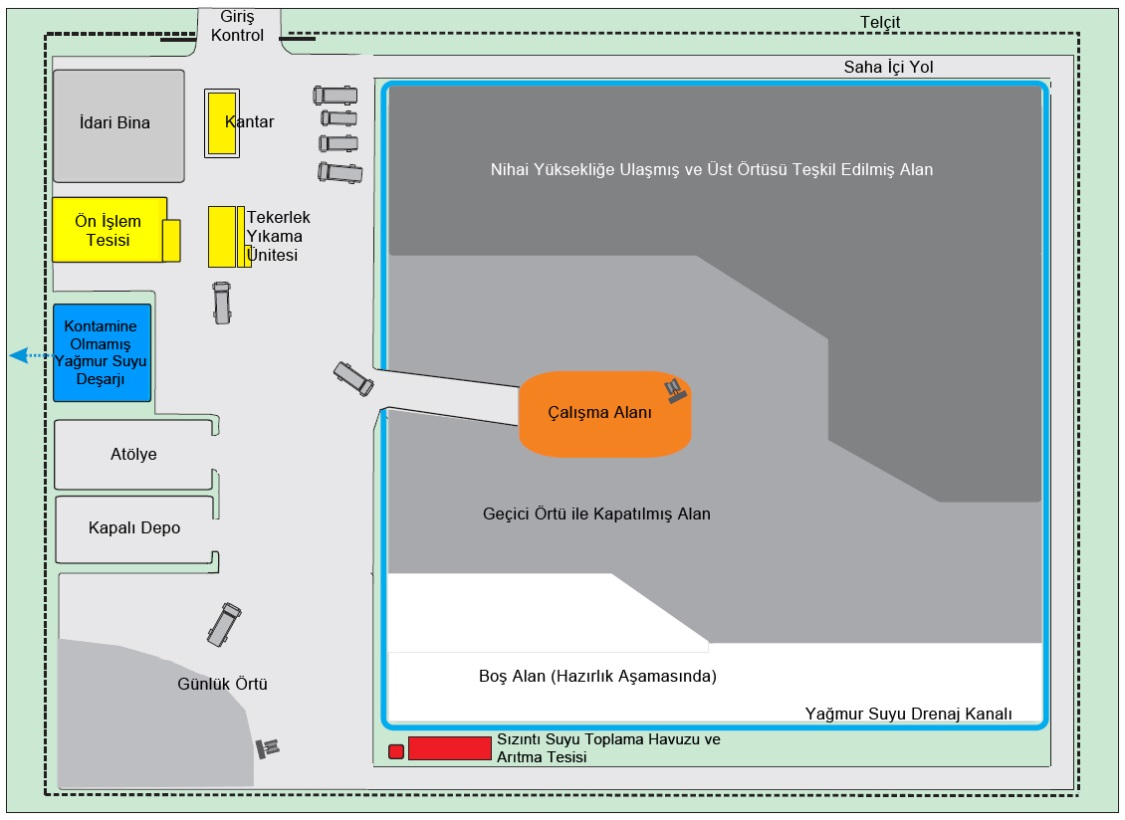 Giriş
Kontrol
Telçit
Saha İçi Yol
İdari Bina
Kantar
Nihai Yüksekliğe Ulaşmış ve Üst Örtüsü Teşkil Edilmiş Alan
Ön İşlem
Tesisi
Tekerlek
Yıkama
Ünitesi
Kontamine
Olmamış
Yağmur Suyu
Deşarjı
Çalışma Alanı
Atölye
Geçici Örtü ile Kapatılmış Alan
Kapalı Depo
Günlük Örtü
Boş Alan (Hazırlık Aşamasında)
Yağmur Suyu Drenaj Kanalı
Sızıntı Suyu Toplama Havuzu ve
Arıtma Tesisi